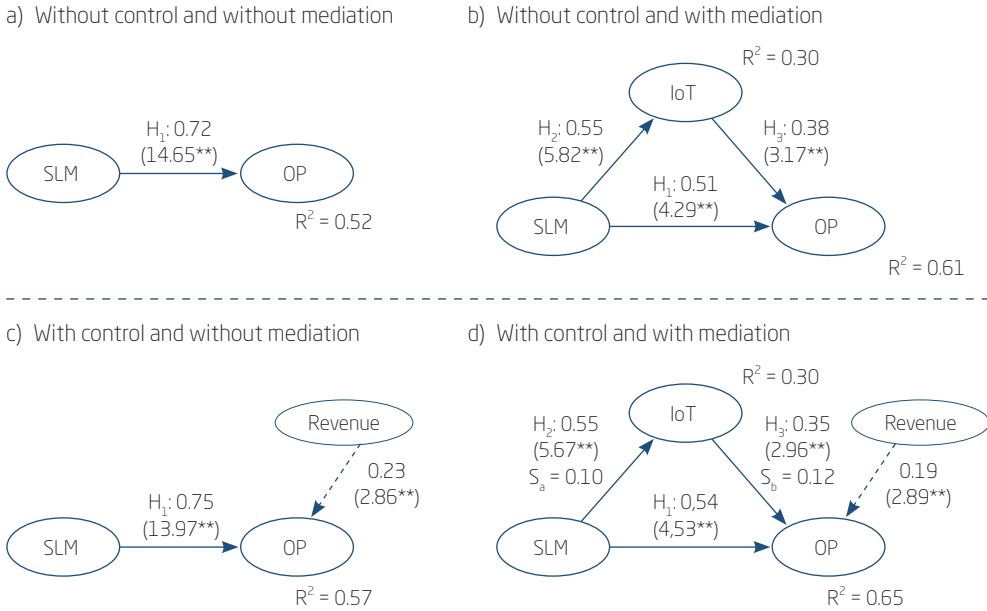 a) Without control and without mediation
H1: 0.72
(14.65**)
SLM
OP
R2 = 0.52
b) Without control and with mediation
R2 = 0.30
IoT
H2: 0.55
(5.82**)
H3: 0.38
(3.17**)
H1: 0.51
(4.29**)
SLM
OP
R2 = 0.61
c) With control and without mediation
Revenue
0.23
(2.86**)
H1: 0.75
(13.97**)
SLM
OP
R2 = 0.57
d) With control and with mediation
R2 = 0.30
IoT
Revenue
H2: 0.55
(5.67**)
Sa = 0.10
H3: 0.35
(2.96**)
Sb = 0.12
0.19
(2.89**)
H1: 0,54
(4,53**)
SLM
OP
R2 = 0.65